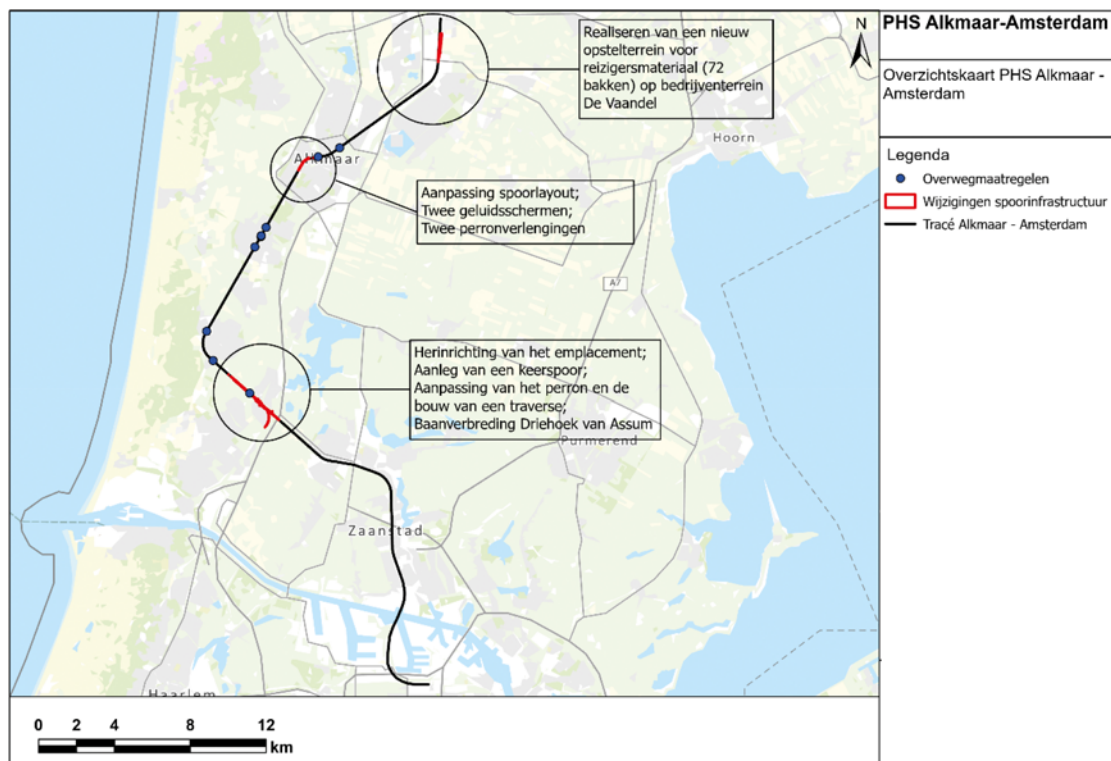 PHS Alkmaar-Amsterdam
Overzichtskaart PHS Alkmaar -
Amsterdam
Legenda
Overwegmaatregelen
Wijzigingen spoorinfrastructuur
Tracé Alkmaar - Amsterdam
N
Realiseren van een nieuw
opstelterrein voor
reizigersmateriaal (72
bakken) op bedrijventerrein
De Vaandel
Hoorn
Alkmaar
Aanpassing spoorlayout;
Twee geluidsschermen;
Twee perronverlengingen
A7
Herinrichting van het emplacement;
Aanleg van een keerspoor;
Aanpassing van het perron en de
bouw van een traverse;
Baanverbreding Driehoek van Assum
Purmerend
Zaanstad
Haarlem
0 2 4 8 12
km